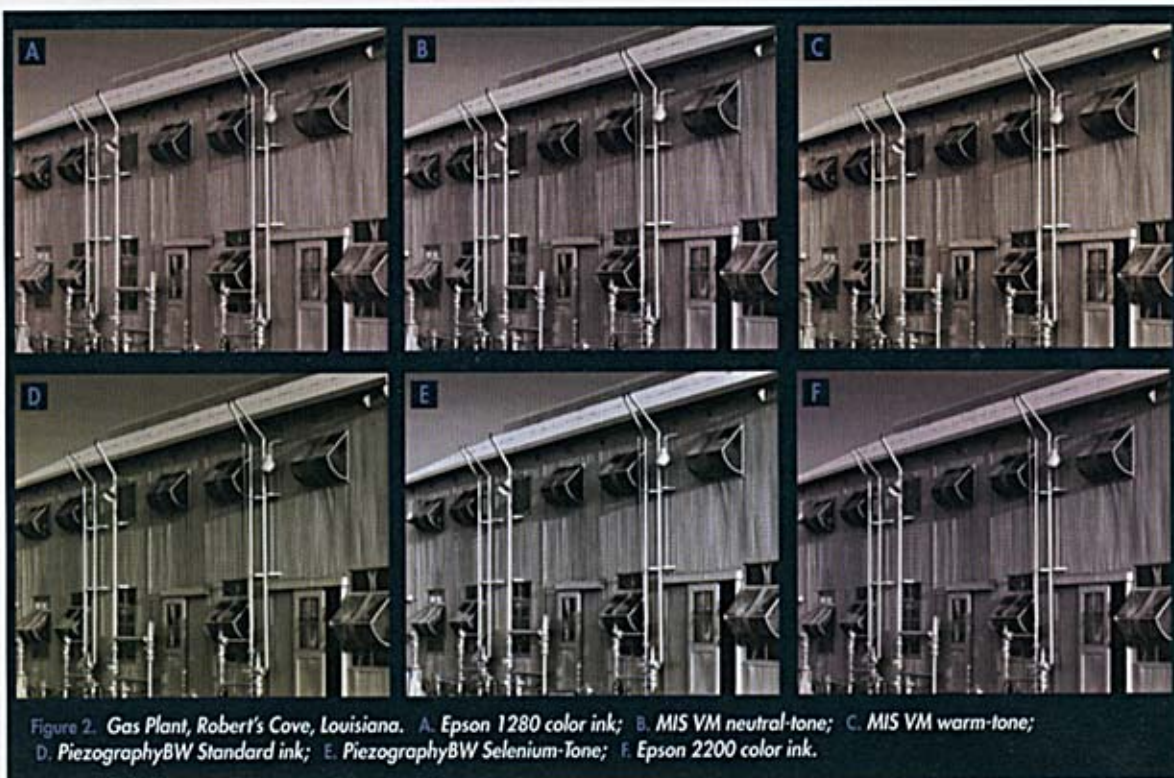 A
B
C
D
E
F
Figure 2. Gas Plant, Robert's Cove, Louisiana. A. Epson 1280 color ink; B. MIS VM neutral-tone; C. MIS VM warm-tone;
D. PiezographyBW Standard ink; E. PiezographyBW Selenium-Tone; F. Epson 2200 color ink.